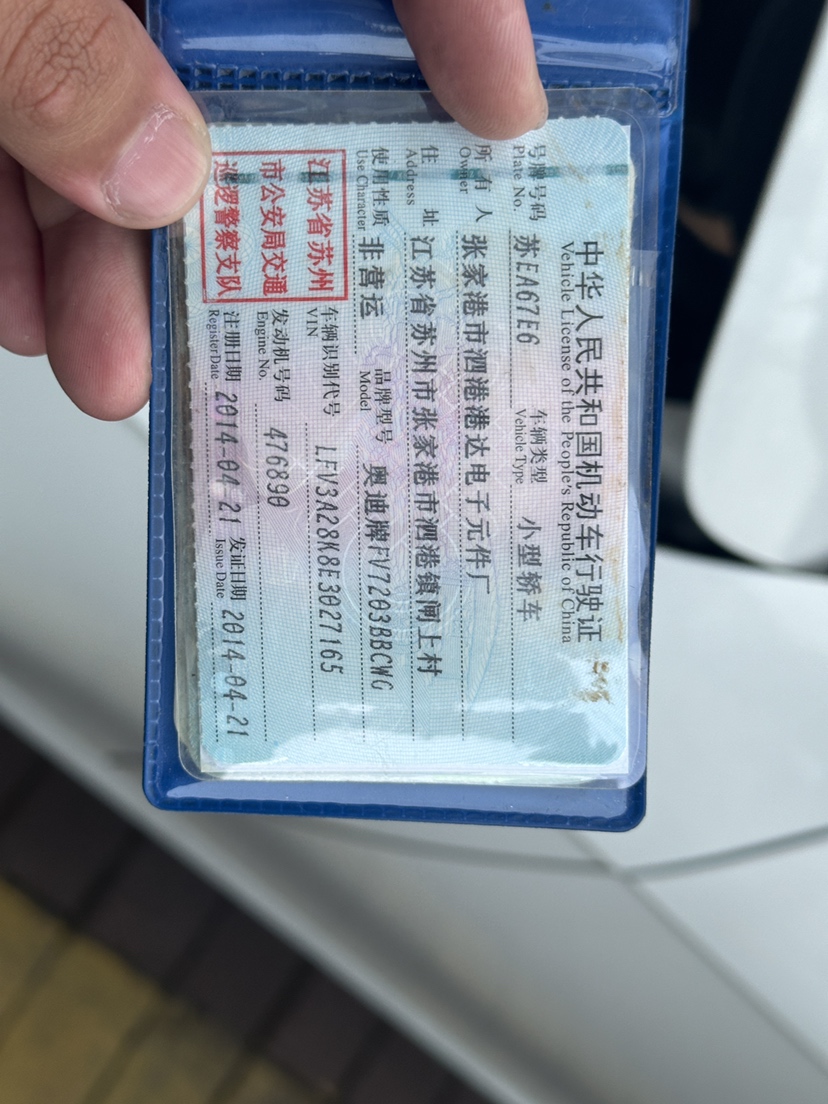 中华人民共和国机动车行驶证
Vehicle License of the People's Republic of China
号牌号码 苏EA67E6 车辆类型 小型轿车
Plate No. Vehicle Type
所有人 张家港市泗港港达电子元件厂
Owner
住址 江苏省苏州市张家港市泗港镇闸上村
Address
使用性质 非营运 品牌型号 奥迪牌FV7203BBCWG
Use Character Model
江苏省苏州
市公安局交通
巡逻警察支队
车辆识别代号 LFV3A28K8E3027165
VIN
发动机号码 476890
Engine No.
注册日期 2014-04-21 发证日期 2014-04-21
Register Date Issue Date